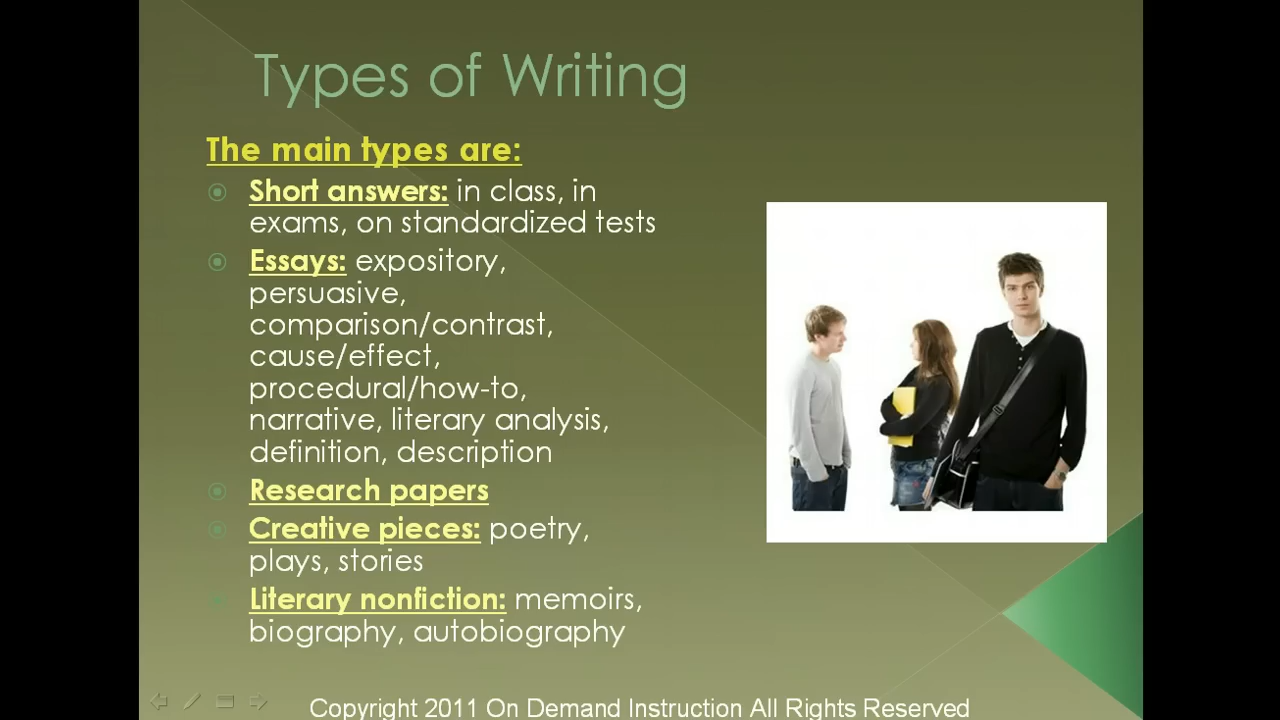 Types of Writing
The main types are:
Short answers: in class, in
exams, on standardized tests
Essays: expository,
persuasive,
comparison/contrast,
cause/effect,
procedural/how-to,
narrative, literary analysis,
definition, description
Research papers
Creative pieces: poetry,
plays, stories
Literary nonfiction: memoirs,
biography, autobiography
Copyright 2011 On Demand Instruction All Rights Reserved